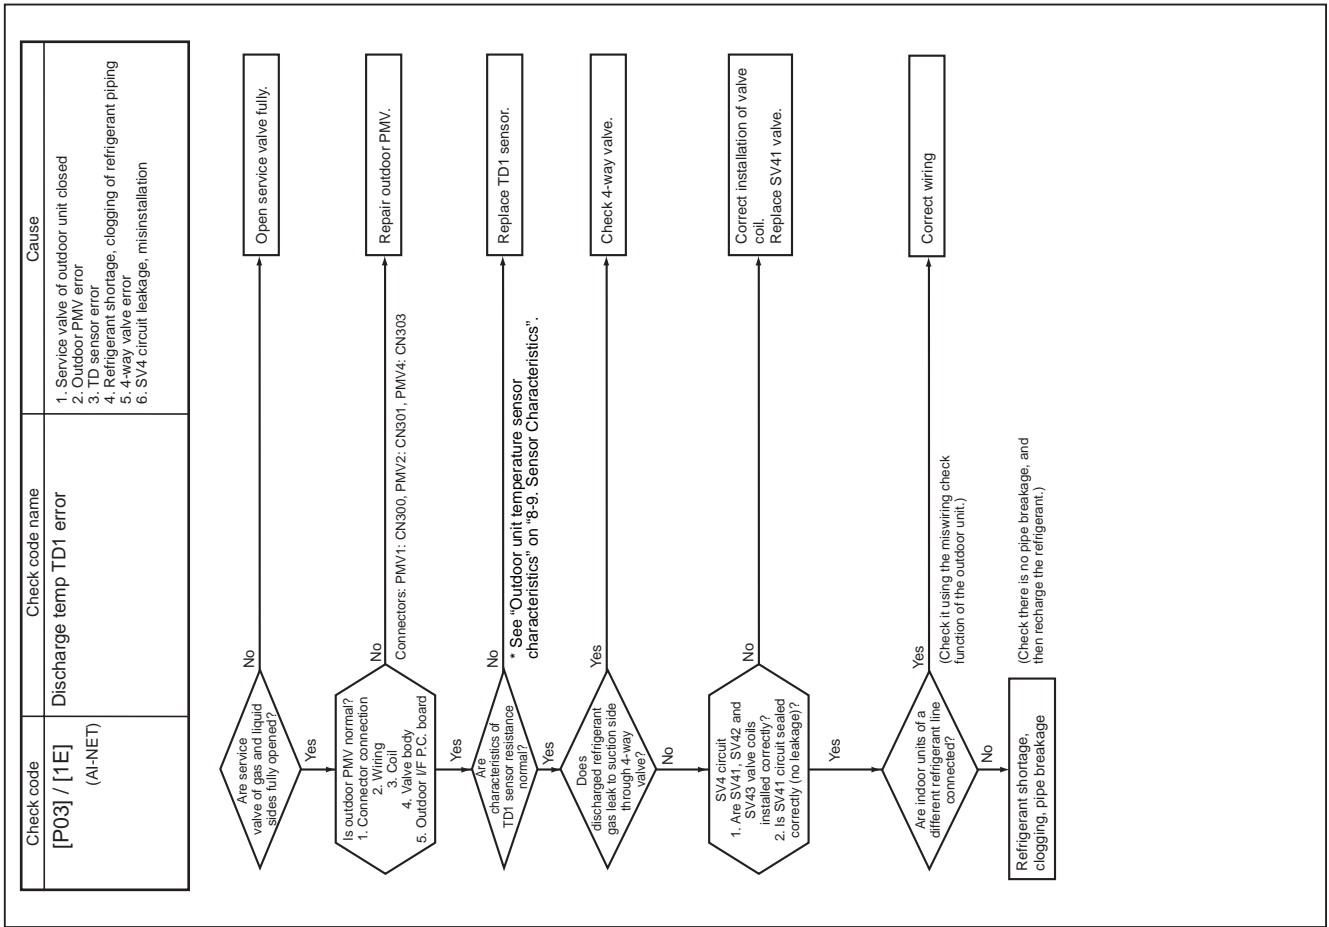 Check code
Check code name
Cause
[P03] / [1E]
(AI-NET)
Discharge temp TD1 error
1. Service valve of outdoor unit closed
2. Outdoor PMV error
3. TD sensor error
4. Refrigerant shortage, clogging of refrigerant piping
5. 4-way valve error
6. SV4 circuit leakage, misinstallation
Are service
valve of gas and liquid
sides fully opened?
No
Open service valve fully.
Yes
Is outdoor PMV normal?
1. Connector connection
2. Wiring
3. Coil
4. Valve body
5. Outdoor I/F P.C. board
No
Repair outdoor PMV.
Connectors: PMV1: CN300, PMV2: CN301, PMV4: CN303
Yes
Are
characteristics of
TD1 sensor resistance
normal?
No
Replace TD1 sensor.
* See “Outdoor unit temperature sensor
characteristics” on “8-9. Sensor Characteristics”.
Yes
Does
discharged refrigerant
gas leak to suction side
through 4-way
valve?
Yes
Check 4-way valve.
No
SV4 circuit
1. Are SV41, SV42 and
SV43 valve coils
installed correctly?
2. Is SV41 circuit sealed
correctly (no leakage)?
No
Correct installation of valve
coil.
Replace SV41 valve.
Yes
Are indoor units of a
different refrigerant line
connected?
Yes
Correct wiring
(Check it using the miswiring check
function of the outdoor unit.)
No
Refrigerant shortage,
clogging, pipe breakage
(Check there is no pipe breakage, and
then recharge the refrigerant.)